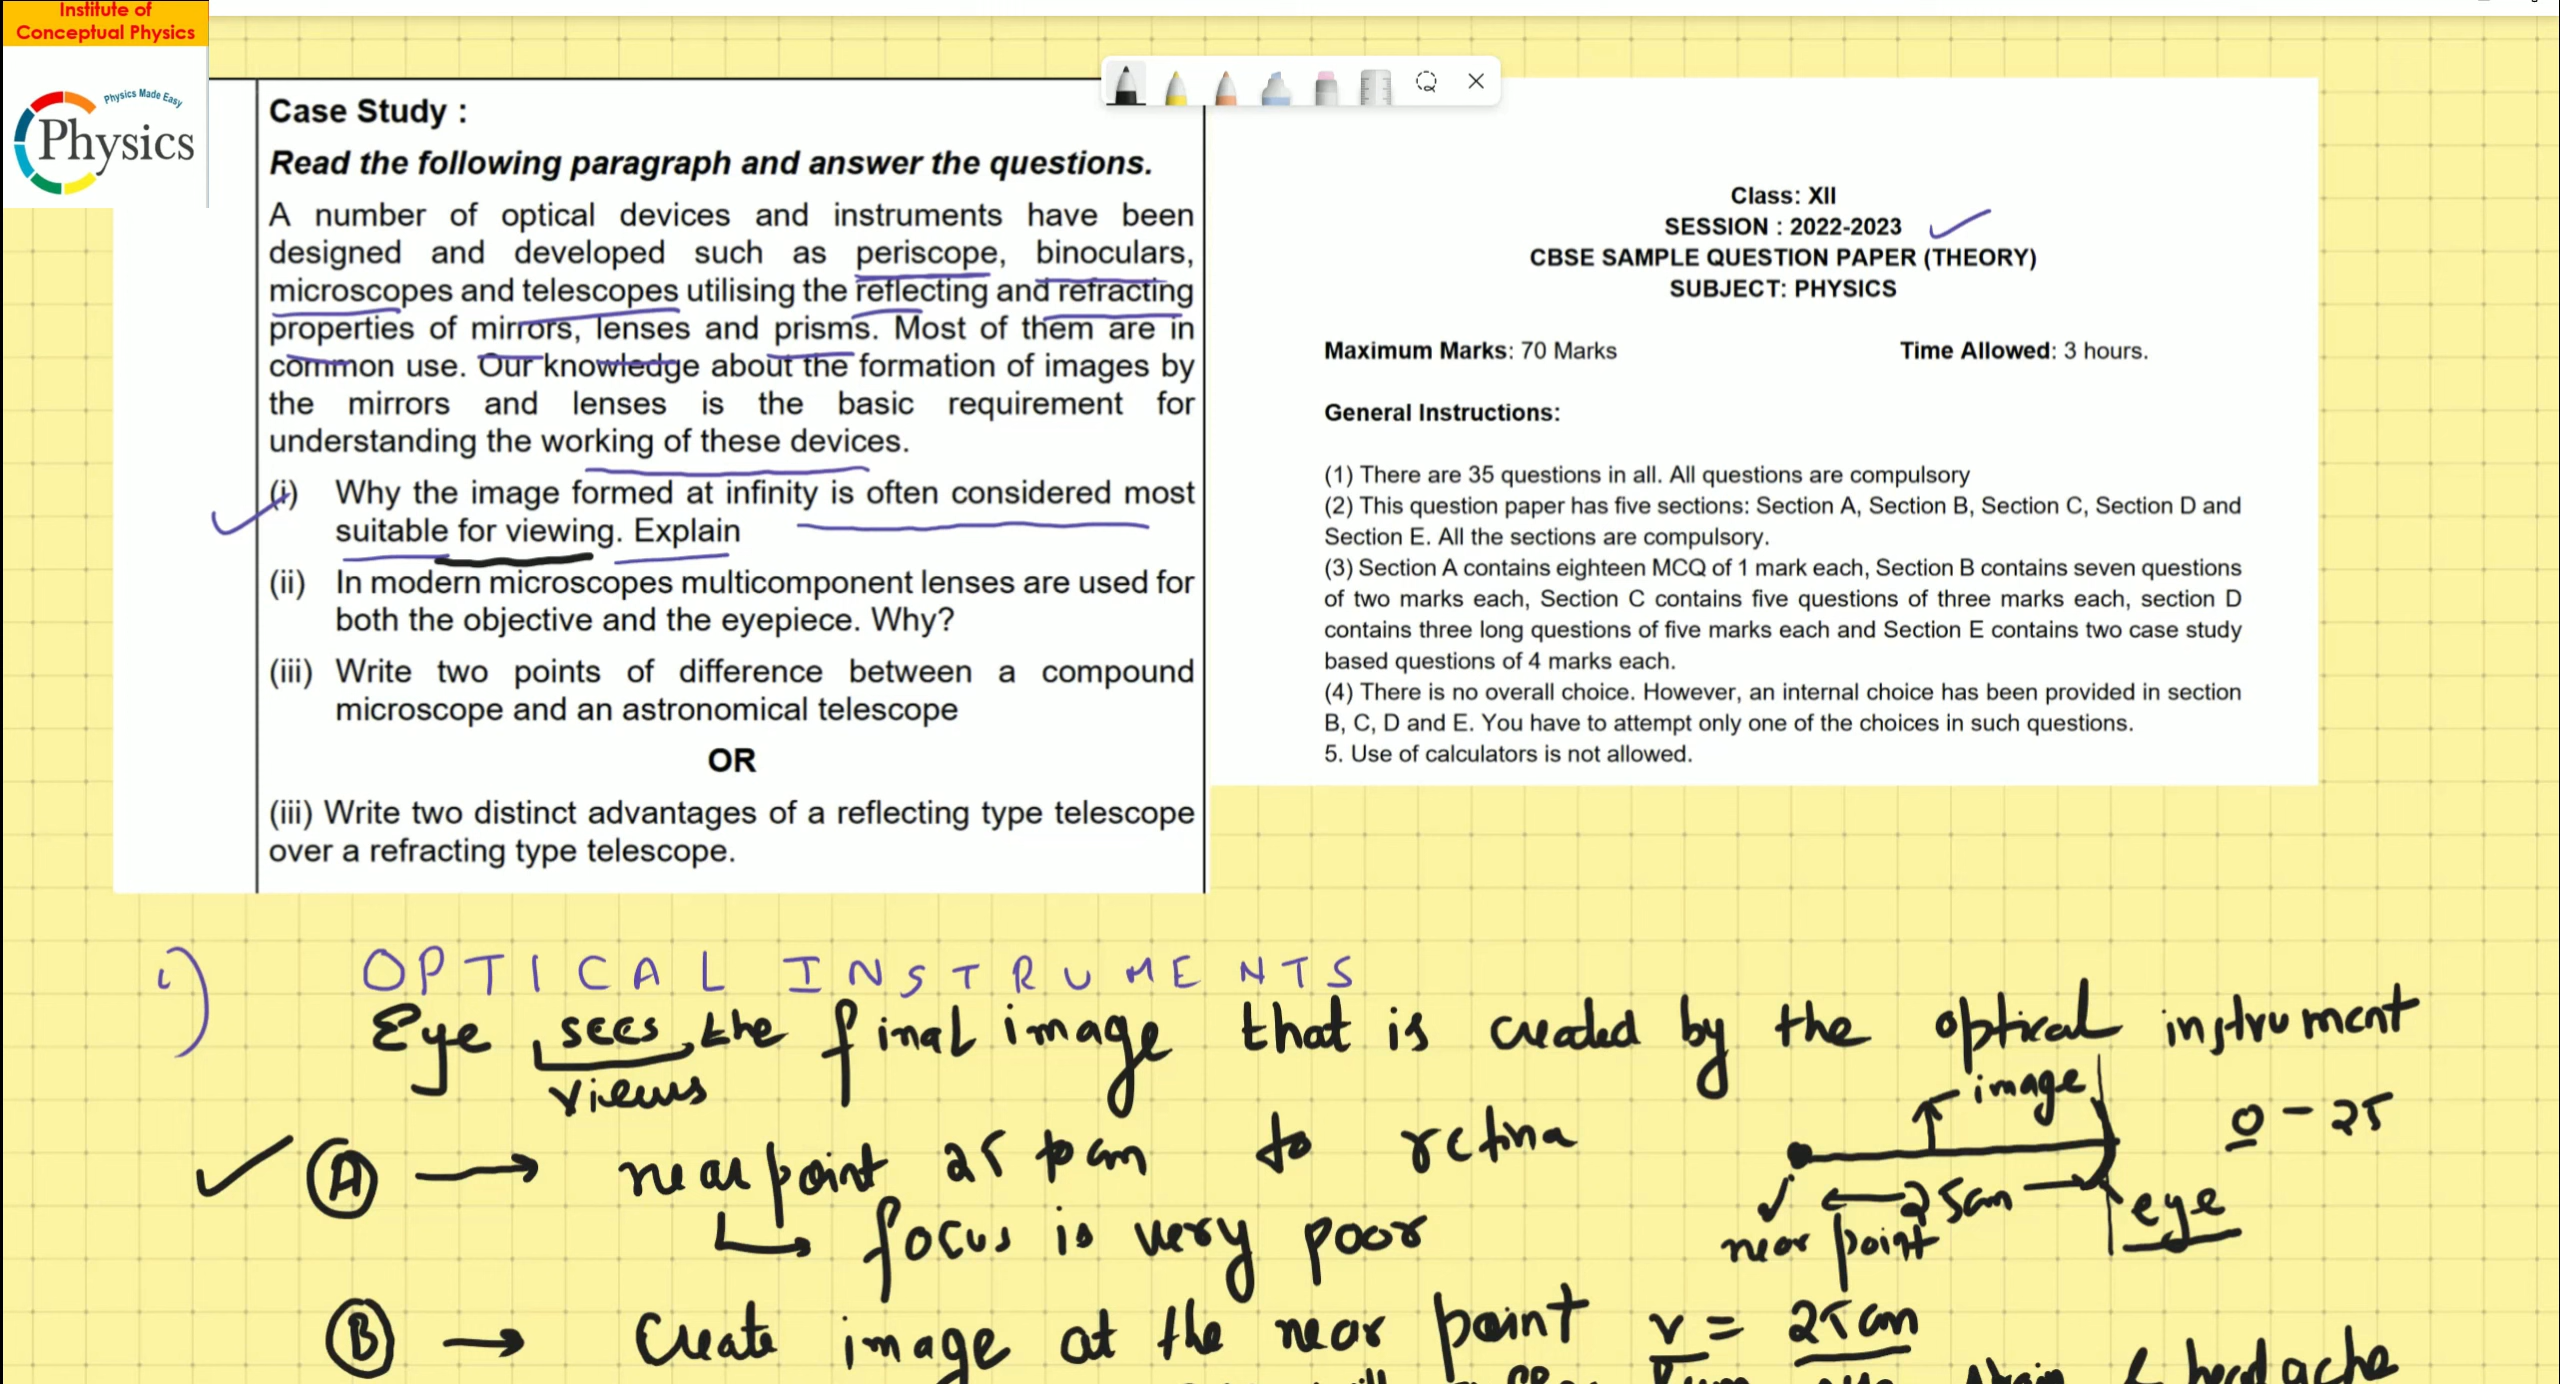 Institute of
Conceptual Physics
Physics Made Easy
Physics
Case Study :
Read the following paragraph and answer the questions.
A number of optical devices and instruments have been
designed and developed such as periscope, binoculars,
microscopes and telescopes utilising the reflecting and refracting
properties of mirrors, lenses and prisms. Most of them are in
common use. Our knowledge about the formation of images by
the mirrors and lenses is the basic requirement for
understanding the working of these devices.
(i) Why the image formed at infinity is often considered most
suitable for viewing. Explain
(ii) In modern microscopes multicomponent lenses are used for
both the objective and the eyepiece. Why?
(iii) Write two points of difference between a compound
microscope and an astronomical telescope
OR
(iii) Write two distinct advantages of a reflecting type telescope
over a refracting type telescope.
Class: XII
SESSION : 2022-2023
CBSE SAMPLE QUESTION PAPER (THEORY)
SUBJECT: PHYSICS
Maximum Marks: 70 Marks Time Allowed: 3 hours.
General Instructions:
(1) There are 35 questions in all. All questions are compulsory
(2) This question paper has five sections: Section A, Section B, Section C, Section D and
Section E. All the sections are compulsory.
(3) Section A contains eighteen MCQ of 1 mark each, Section B contains seven questions
of two marks each, Section C contains five questions of three marks each, section D
contains three long questions of five marks each and Section E contains two case study
based questions of 4 marks each.
(4) There is no overall choice. However, an internal choice has been provided in section
B, C, D and E. You have to attempt only one of the choices in such questions.
5. Use of calculators is not allowed.
i) OPTICAL INSTRUMENTS
Eye sees the final image that is created by the optical instrument
views
image
0 - 25
A → near point 25 cm to retina
25cm
eye
near point
focus is very poor
B → Create image at the near point v = 25 cm
strain & headache